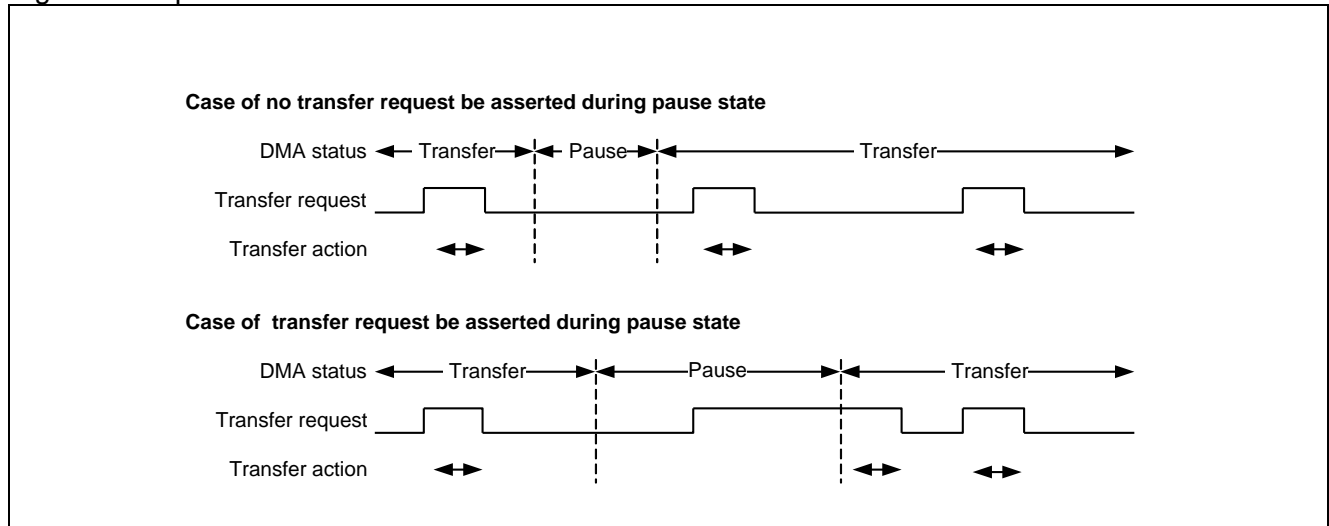 Case of no transfer request be asserted during pause state
DMA status Transfer Pause Transfer
Transfer request
Transfer action
Case of transfer request be asserted during pause state
DMA status Transfer Pause Transfer
Transfer request
Transfer action